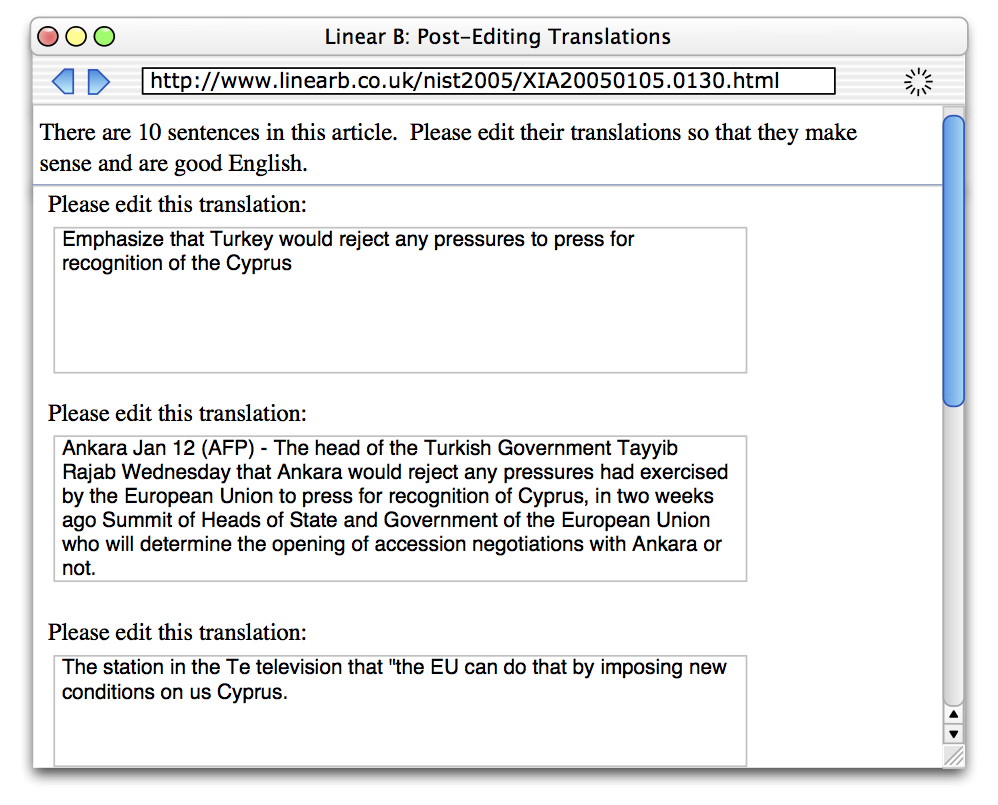 Linear B: Post-Editing Translations
http://www.linearb.co.uk/nist2005/XIA20050105.0130.html
There are 10 sentences in this article. Please edit their translations so that they make
sense and are good English.
Please edit this translation:
Emphasize that Turkey would reject any pressures to press for
recognition of the Cyprus
Please edit this translation:
Ankara Jan 12 (AFP) - The head of the Turkish Government Tayyib
Rajab Wednesday that Ankara would reject any pressures had exercised
by the European Union to press for recognition of Cyprus, in two weeks
ago Summit of Heads of State and Government of the European Union
who will determine the opening of accession negotiations with Ankara or
not.
Please edit this translation:
The station in the Te television that "the EU can do that by imposing new
conditions on us Cyprus.